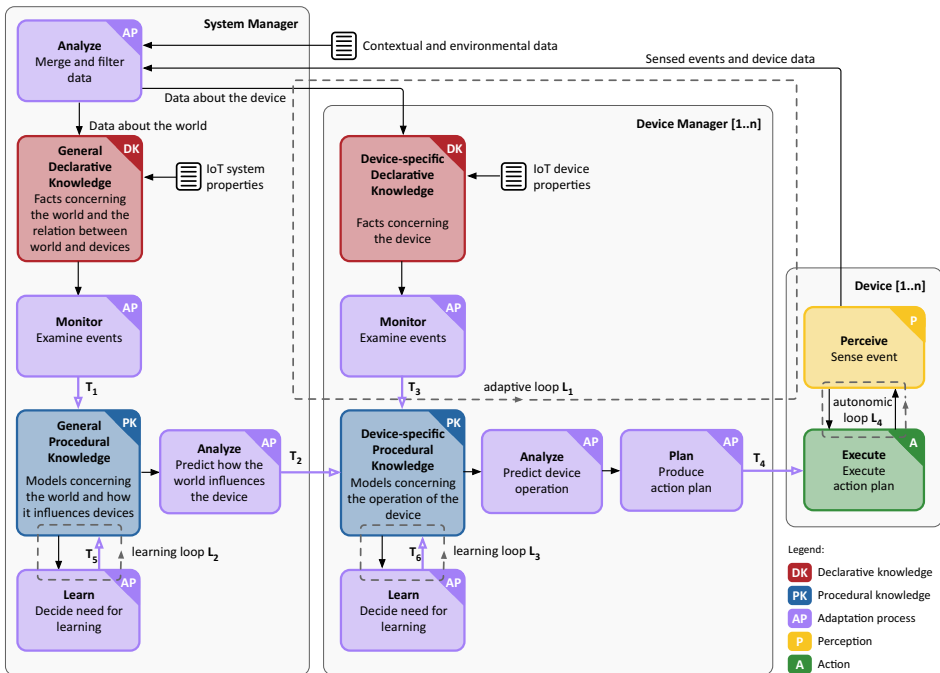 System Manager
AP
Analyze
Merge and filter
data
Contextual and environmental data
Sensed events and device data
Data about the device
Data about the world
Device Manager [1..n]
DK
General
Declarative
Knowledge
Facts concerning
the world and the
relation between
world and devices
IoT system
properties
DK
Device-specific
Declarative
Knowledge
Facts concerning
the device
IoT device
properties
Device [1..n]
AP
Monitor
Examine events
AP
Monitor
Examine events
P
Perceive
Sense event
T1
T3
adaptive loop L1
autonomic
loop L4
PK
General
Procedural
Knowledge
Models concerning
the world and how
it influences devices
AP
Analyze
Predict how the
world influences
the device
T2
PK
Device-specific
Procedural
Knowledge
Models concerning
the operation of the
device
AP
Analyze
Predict device
operation
AP
Plan
Produce
action plan
T4
A
Execute
Execute
action plan
T5
learning loop L2
T6
learning loop L3
AP
Learn
Decide need for
learning
AP
Learn
Decide need for
learning
Legend:
DK Declarative knowledge
PK Procedural knowledge
AP Adaptation process
P Perception
A Action